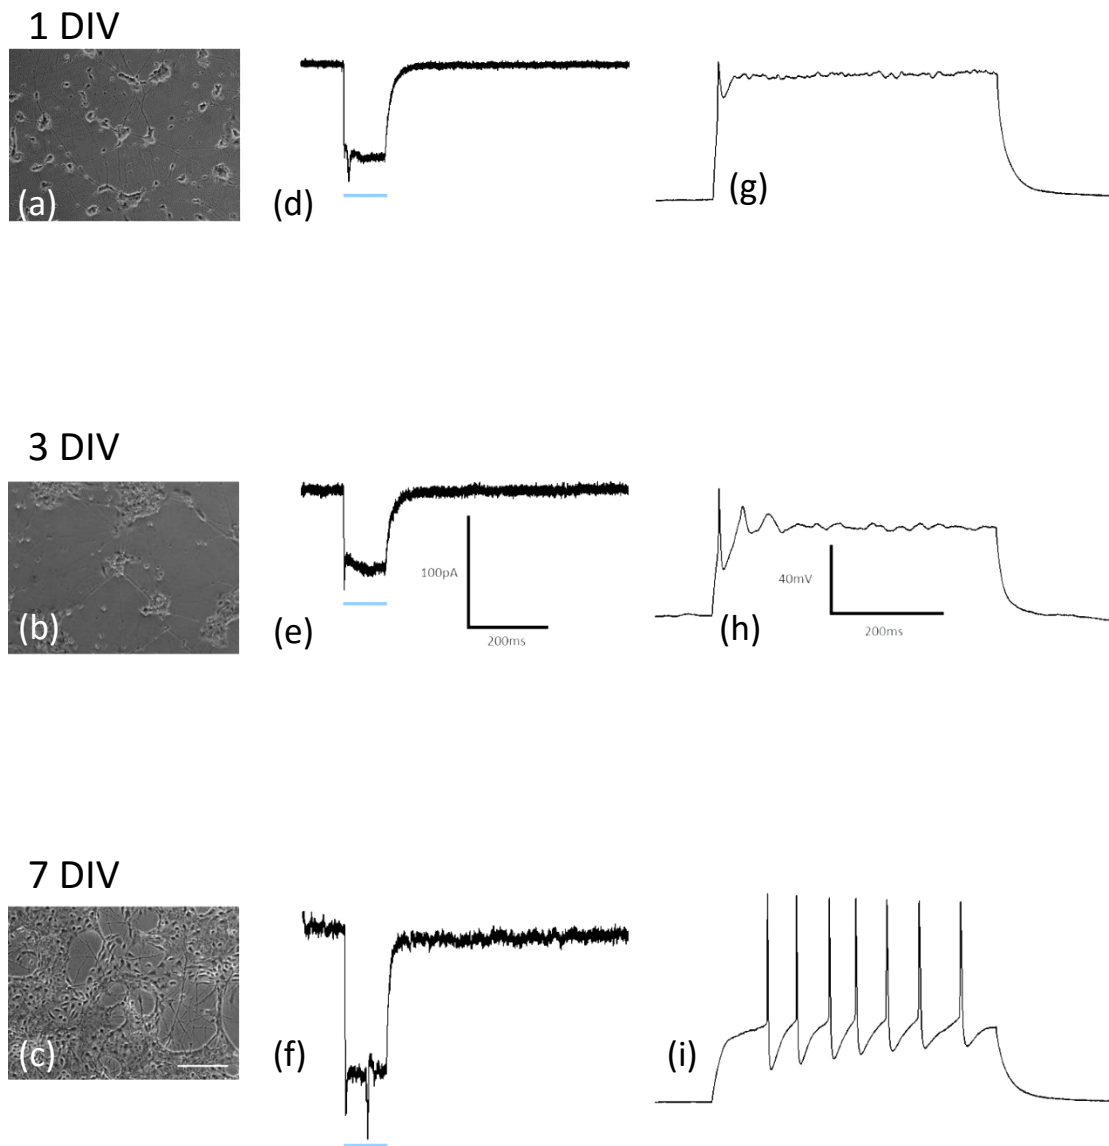 1 DIV
(a)
(d)
(g)
3 DIV
100pA
200ms
40mV
200ms
(b)
(e)
(h)
7 DIV
(c)
(f)
(i)